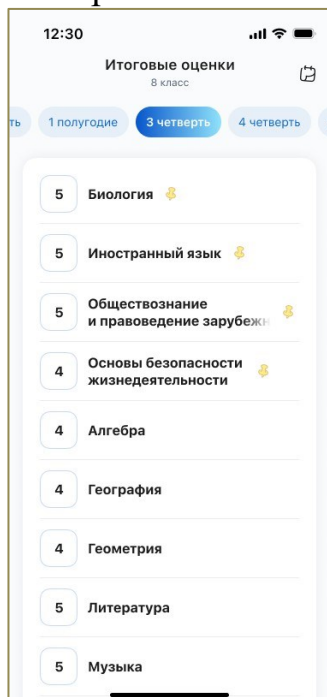 12:30
Итоговые оценки
8 класс
ть
1 полугодие
3 четверть
4 четверть
5
Биология
5
Иностранный язык
5
Обществознание
и правоведение зарубежн
4
Основы безопасности
жизнедеятельности
4
Алгебра
4
География
4
Геометрия
5
Литература
5
Музыка